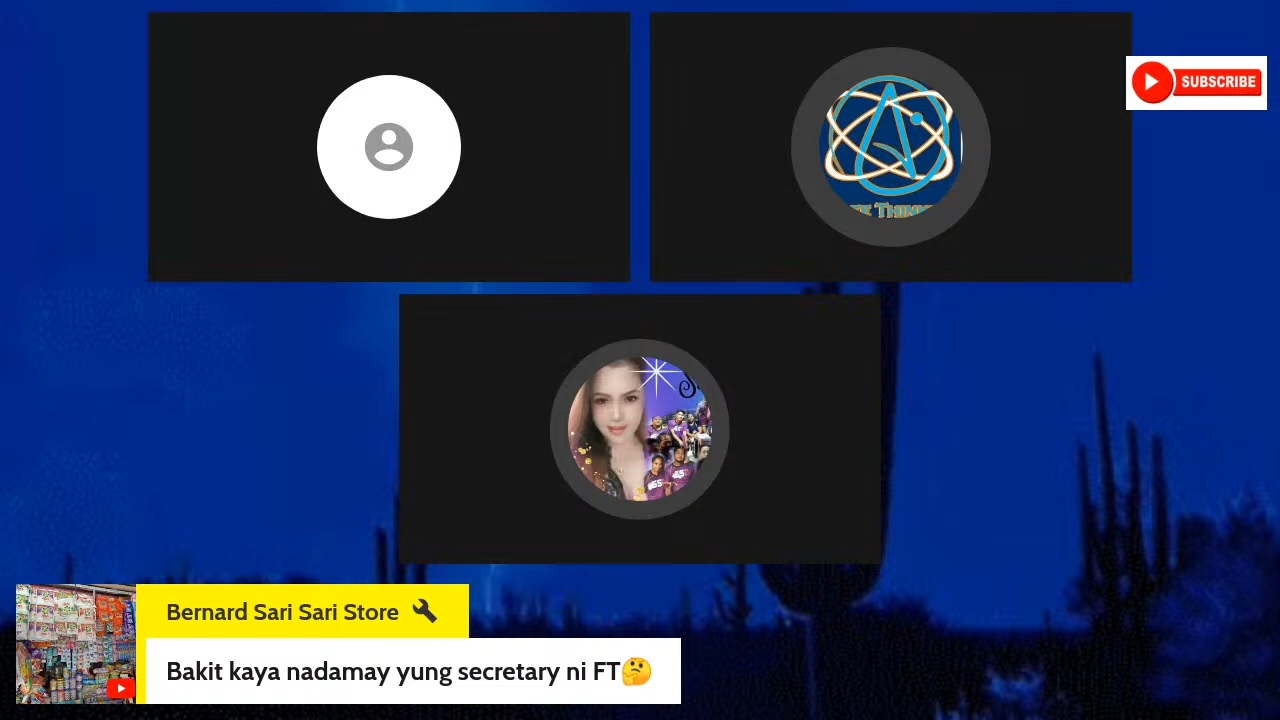 SUBSCRIBE
Bernard Sari Sari Store
Bakit kaya nadamay yung secretary ni FT🤔